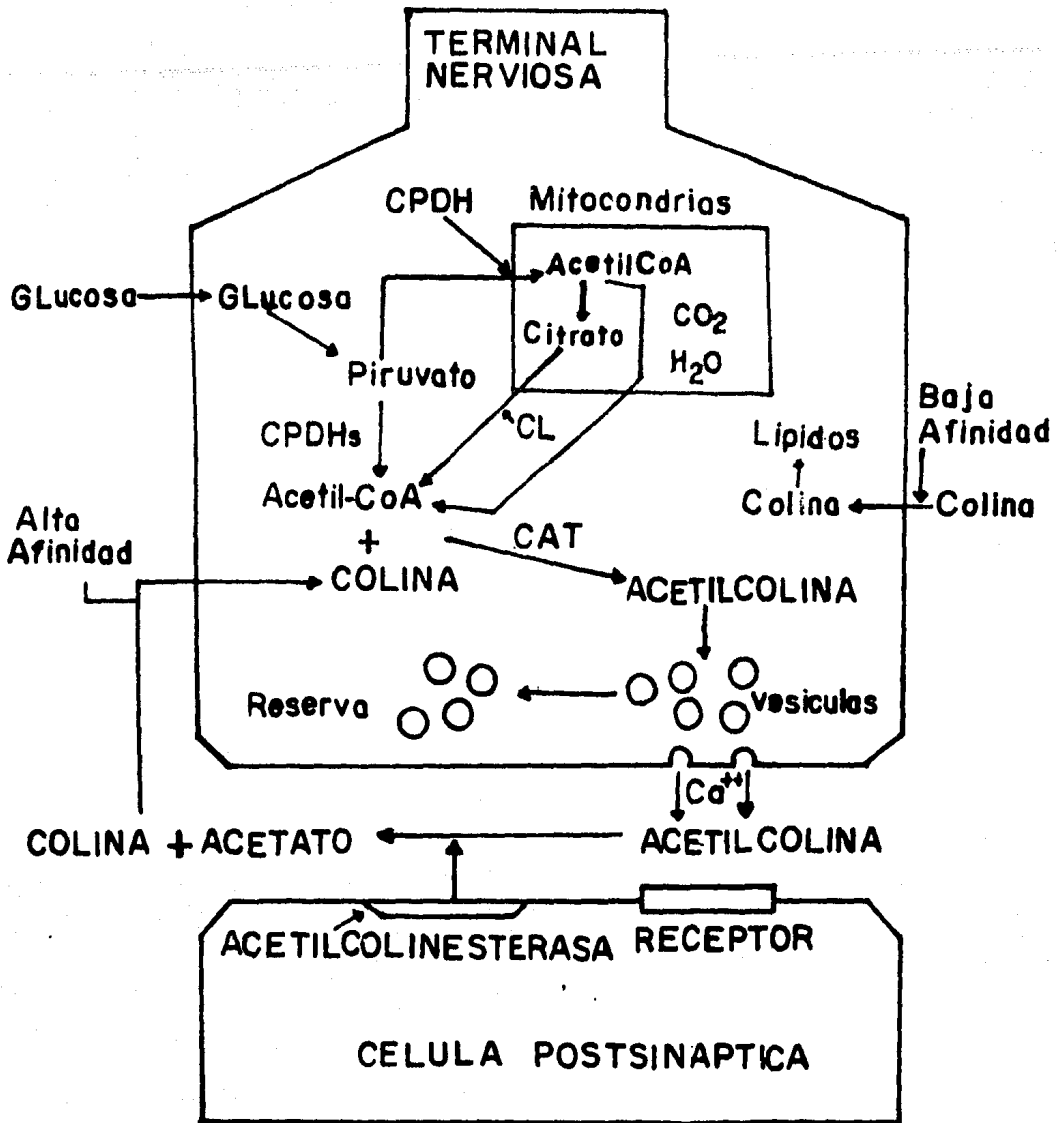 TERMINAL
NERVIOSA
CPDH Mitocondrias
AcetilCoA
GLucosa GLucosa
CO2
Citrato
H2O
Piruvato
Baja
Afinidad
CL
CPDHs
Lípidos
Acetil-CoA
Colina Colina
Alta
Afinidad
+
CAT
COLINA
ACETILCOLINA
Reserva
vesiculas
Ca++
COLINA + ACETATO
ACETILCOLINA
ACETILCOLINESTERASA
RECEPTOR
CELULA POSTSINAPTICA